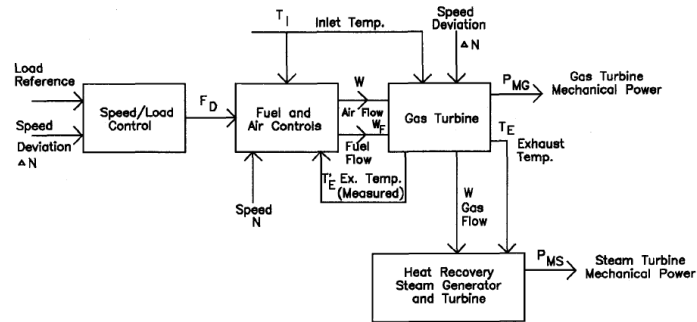 T_I
Inlet Temp.
Speed
Deviation
Δ N
Load
Reference
Speed
Deviation
Δ N
Speed/Load
Control
F_D
Fuel and
Air Controls
W
Air Flow
W_F
Fuel
Flow
Gas Turbine
P_MG
Gas Turbine
Mechanical Power
T_E
Exhaust
Temp.
T'_E Ex. Temp.
(Measured)
Speed
N
W
Gas
Flow
Heat Recovery
Steam Generator
and Turbine
P_MS
Steam Turbine
Mechanical Power